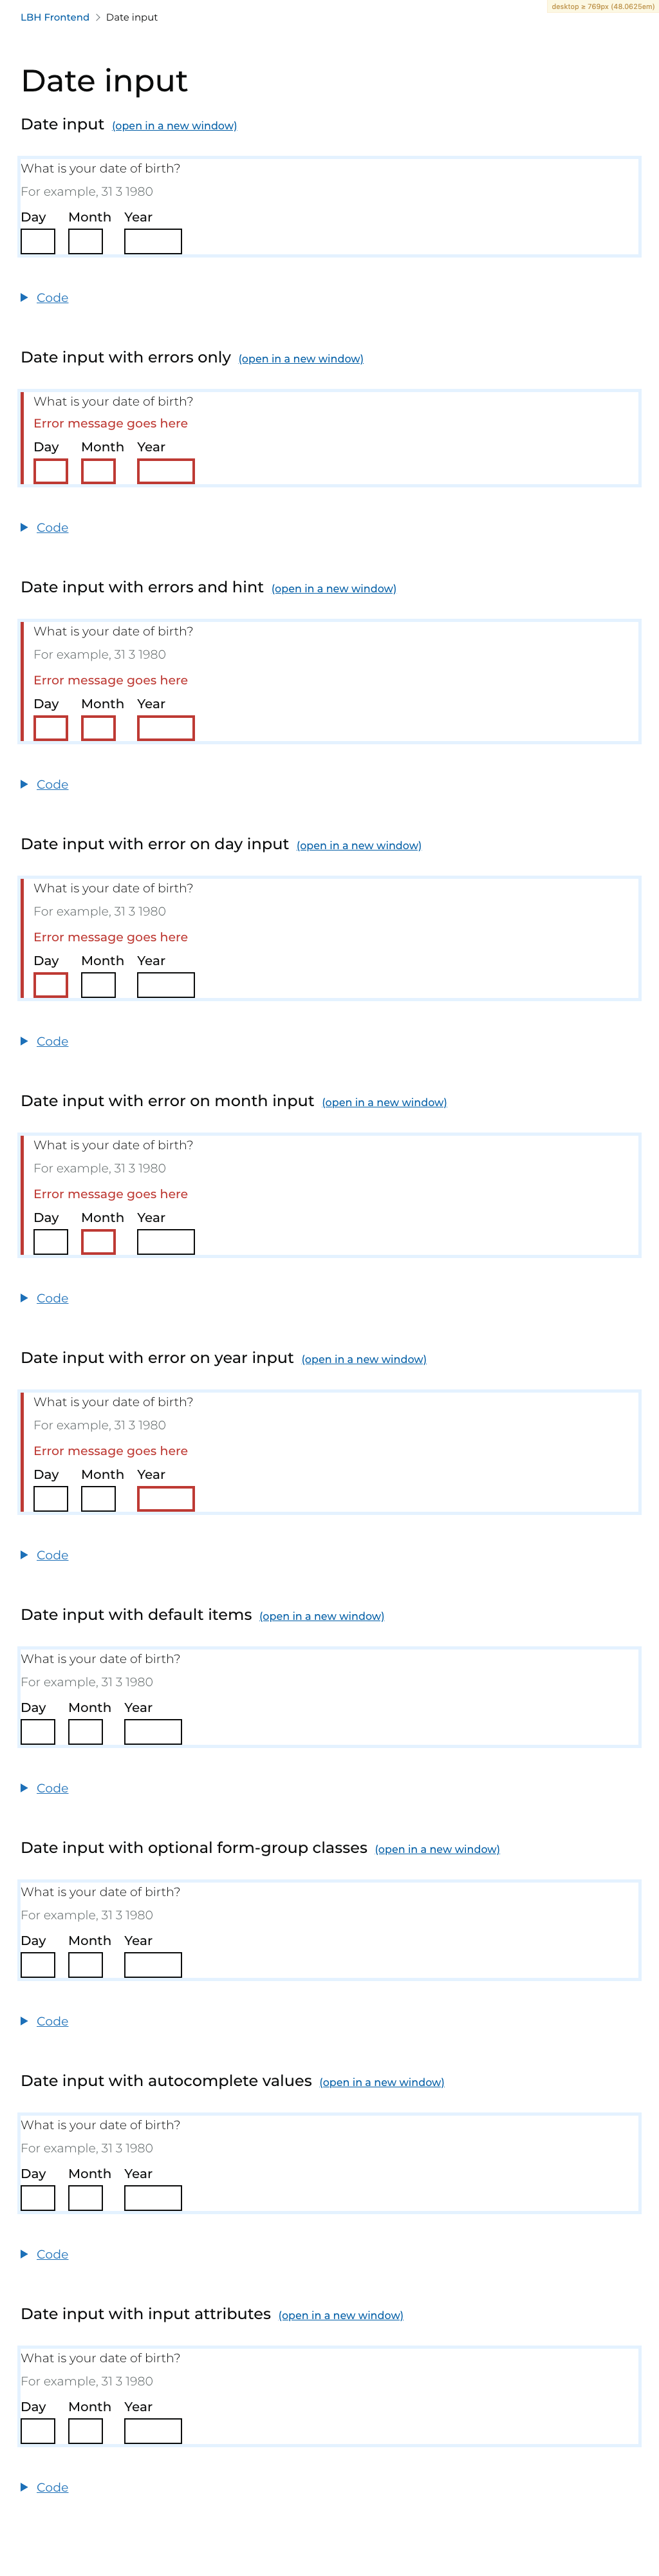 desktop ≥ 769px (48.0625em)
LBH Frontend > Date input
Date input
Date input (open in a new window)
What is your date of birth?
For example, 31 3 1980
Day Month Year
Code
Date input with errors only (open in a new window)
What is your date of birth?
Error message goes here
Day Month Year
Code
Date input with errors and hint (open in a new window)
What is your date of birth?
For example, 31 3 1980
Error message goes here
Day Month Year
Code
Date input with error on day input (open in a new window)
What is your date of birth?
For example, 31 3 1980
Error message goes here
Day Month Year
Code
Date input with error on month input (open in a new window)
What is your date of birth?
For example, 31 3 1980
Error message goes here
Day Month Year
Code
Date input with error on year input (open in a new window)
What is your date of birth?
For example, 31 3 1980
Error message goes here
Day Month Year
Code
Date input with default items (open in a new window)
What is your date of birth?
For example, 31 3 1980
Day Month Year
Code
Date input with optional form-group classes (open in a new window)
What is your date of birth?
For example, 31 3 1980
Day Month Year
Code
Date input with autocomplete values (open in a new window)
What is your date of birth?
For example, 31 3 1980
Day Month Year
Code
Date input with input attributes (open in a new window)
What is your date of birth?
For example, 31 3 1980
Day Month Year
Code